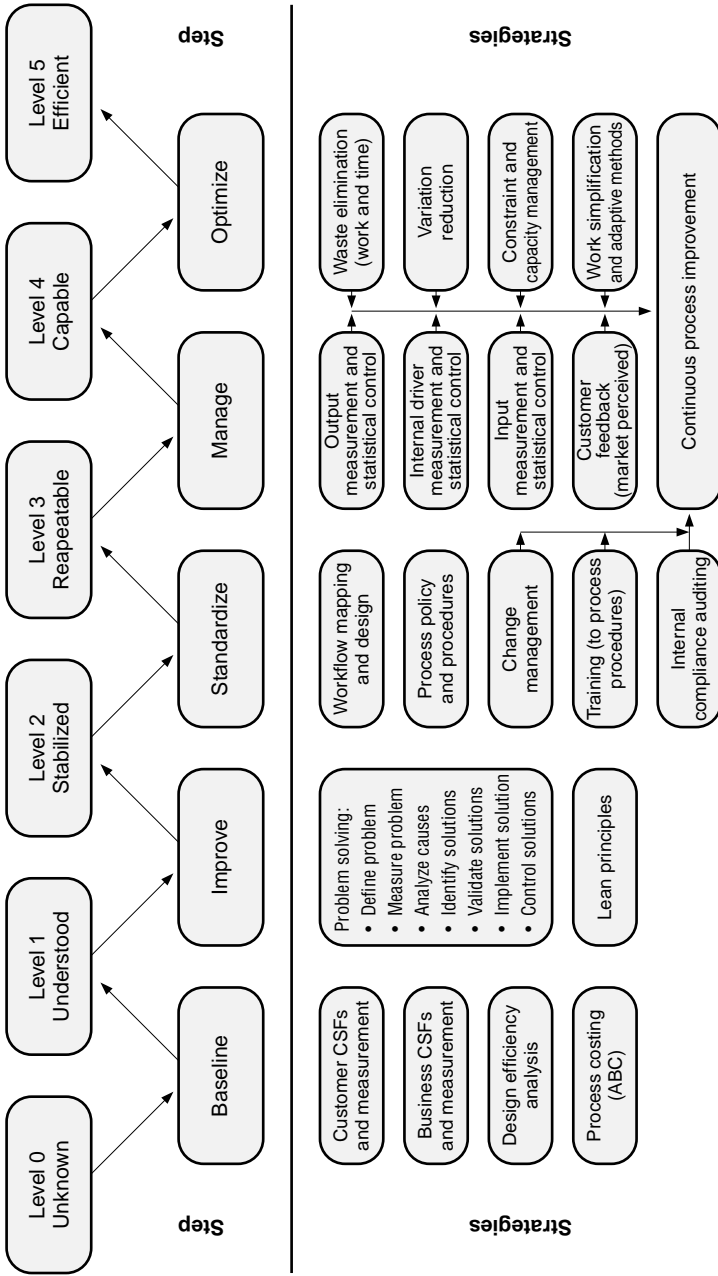 Level 0
Unknown
Level 1
Understood
Level 2
Stabilized
Level 3
Reapeatable
Level 4
Capable
Level 5
Efficient
Step
Baseline
Improve
Standardize
Manage
Optimize
Step
Strategies
Customer CSFs
and measurement
Business CSFs
and measurement
Design efficiency
analysis
Process costing
(ABC)
Problem solving:
• Define problem
• Measure problem
• Analyze causes
• Identify solutions
• Validate solutions
• Implement solution
• Control solutions
Lean principles
Workflow mapping
and design
Process policy
and procedures
Change
management
Training (to process
procedures)
Internal
compliance auditing
Output
measurement and
statistical control
Internal driver
measurement and
statistical control
Input
measurement and
statistical control
Customer
feedback
(market perceived)
Waste elimination
(work and time)
Variation
reduction
Constraint and
capacity management
Work simplification
and adaptive methods
Continuous process improvement
Strategies